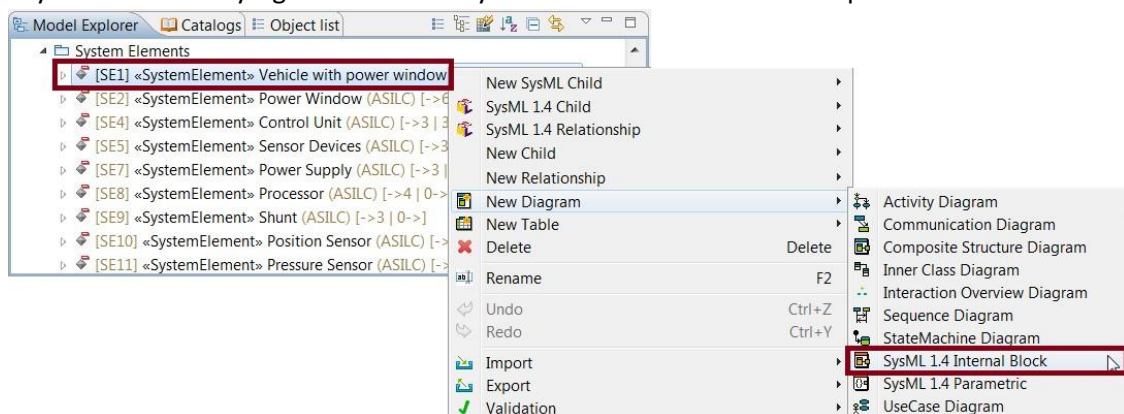 Model Explorer Catalogs Object list
System Elements
[SE1] «SystemElement» Vehicle with power window
[SE2] «SystemElement» Power Window (ASILC) [->6
[SE4] «SystemElement» Control Unit (ASILC) [->3 | 3
[SE5] «SystemElement» Sensor Devices (ASILC) [->3
[SE7] «SystemElement» Power Supply (ASILC) [->3 |
[SE8] «SystemElement» Processor (ASILC) [->4 | 0->
[SE9] «SystemElement» Shunt (ASILC) [->3 | 0->]
[SE10] «SystemElement» Position Sensor (ASILC) [->
[SE11] «SystemElement» Pressure Sensor (ASILC) [->
New SysML Child
SysML 1.4 Child
SysML 1.4 Relationship
New Child
New Relationship
New Diagram
New Table
Delete Delete
Rename F2
Undo Ctrl+Z
Redo Ctrl+Y
Import
Export
Validation
Activity Diagram
Communication Diagram
Composite Structure Diagram
Inner Class Diagram
Interaction Overview Diagram
Sequence Diagram
StateMachine Diagram
SysML 1.4 Internal Block
SysML 1.4 Parametric
UseCase Diagram